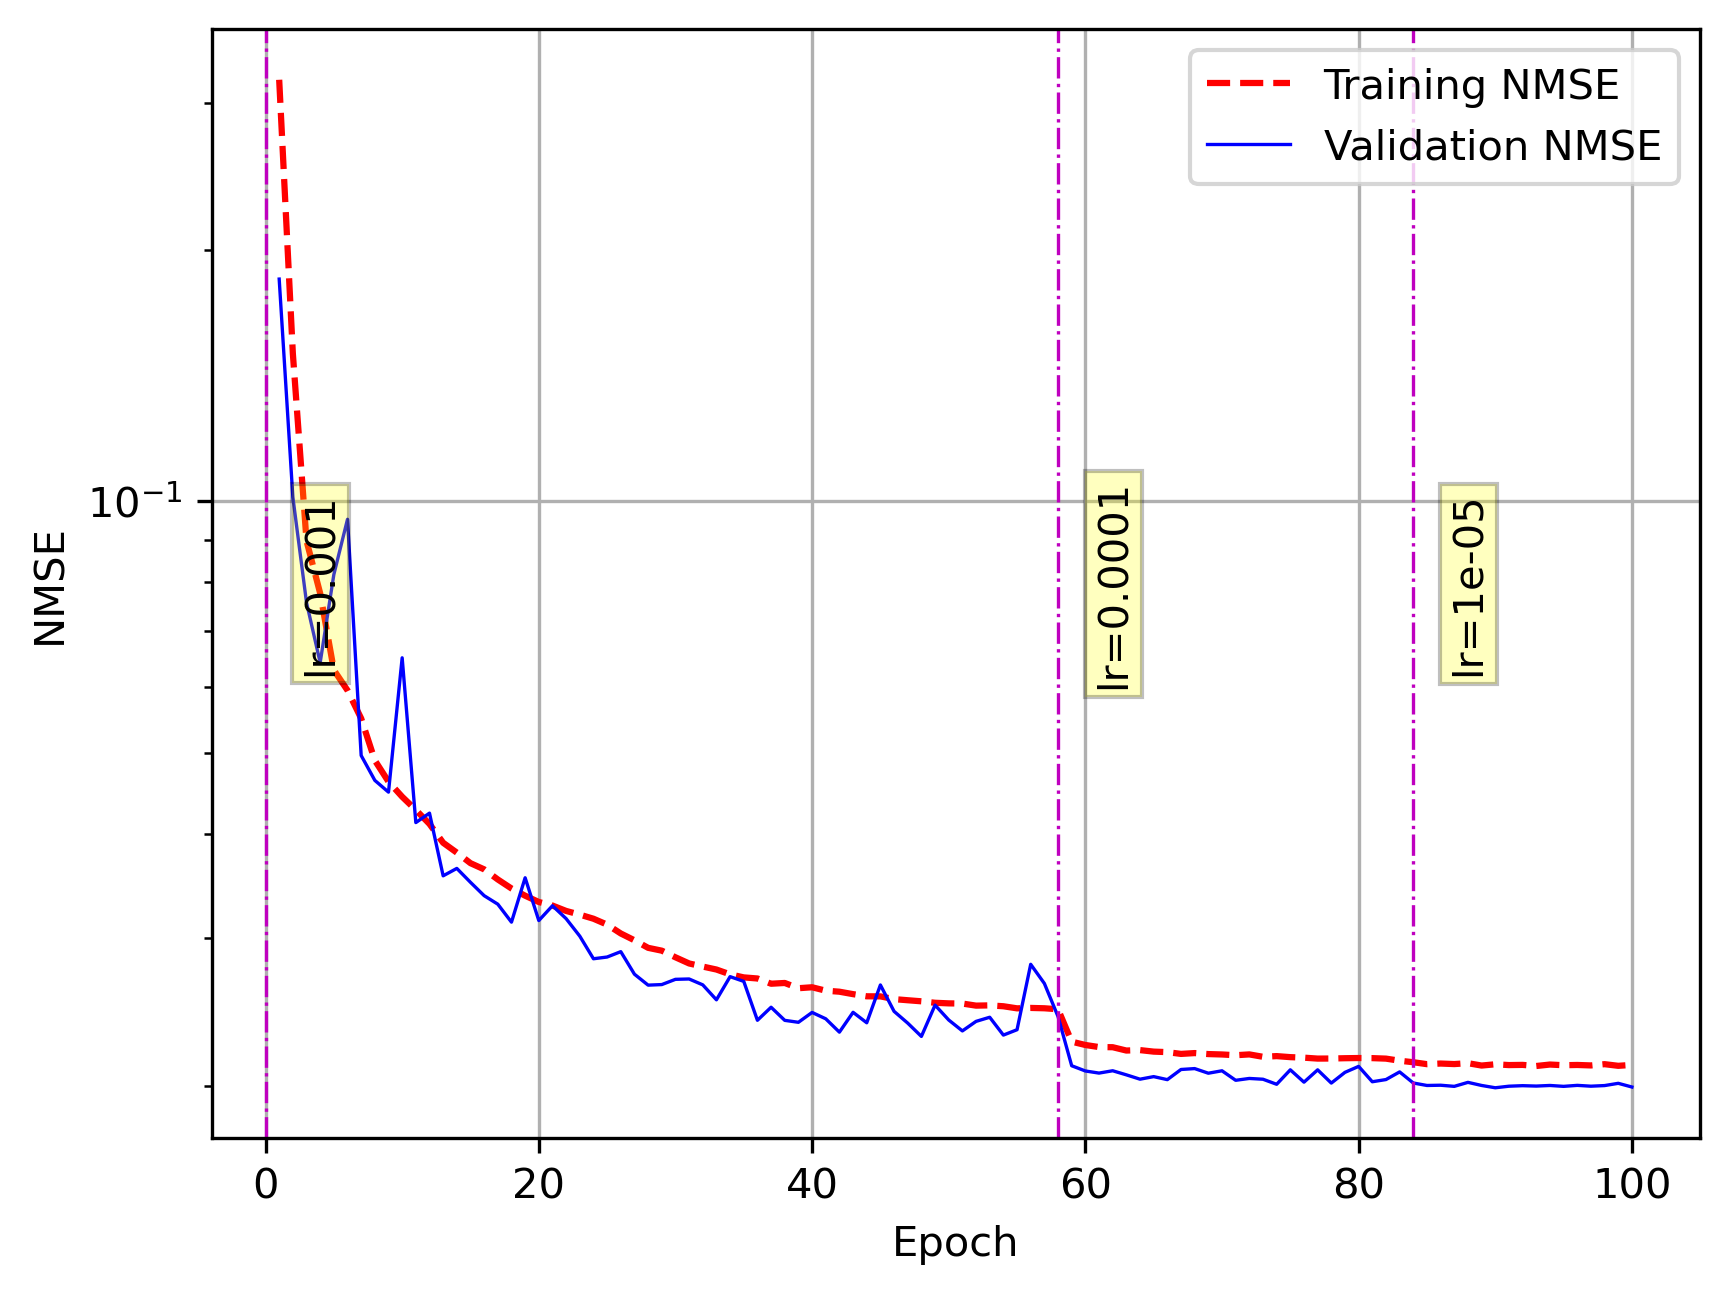 Training NMSE
Validation NMSE
10⁻¹
NMSE
lr=0.001
lr=0.0001
lr=1e-05
0 20 40 60 80 100
Epoch